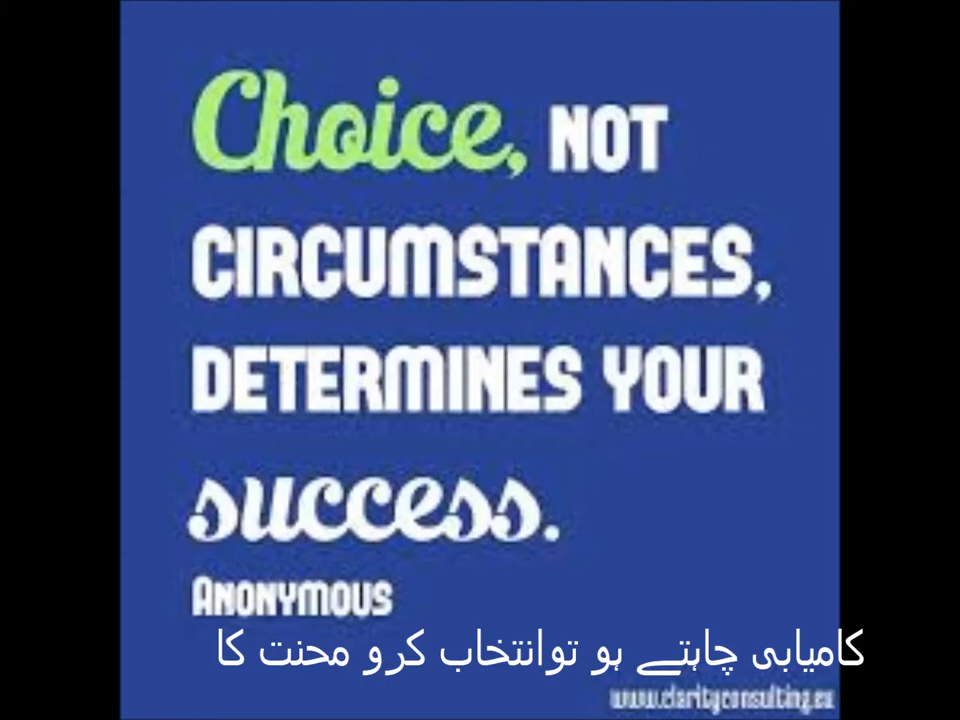 Choice, NOT
CIRCUMSTANCES,
DETERMINES YOUR
success.
ANONYMOUS
کامیابی چاہتے ہو توانتخاب کرو محنت کا
www.clarityconsulting.eu